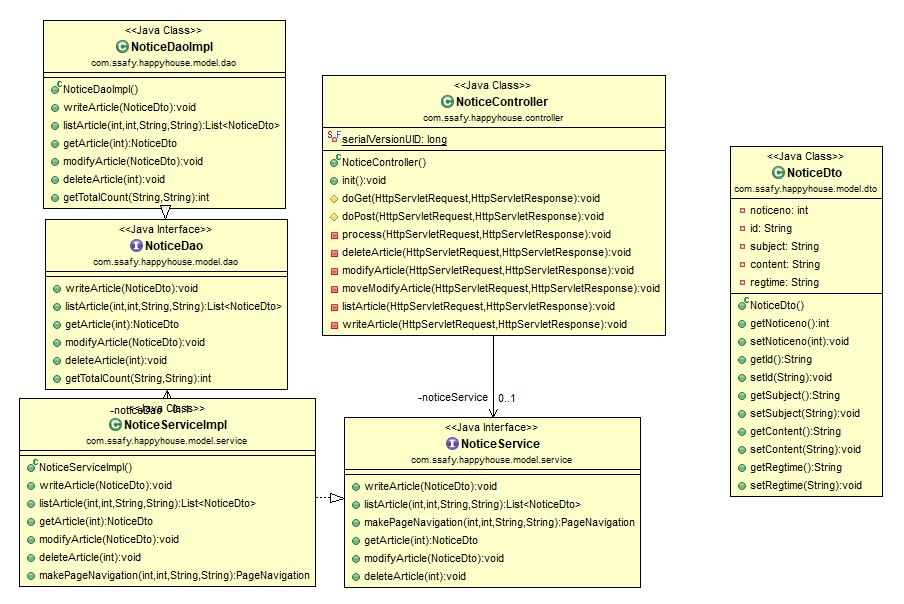 <<Java Class>>
NoticeDaoImpl
com.ssafy.happyhouse.model.dao
NoticeDaoImpl()
writeArticle(NoticeDto):void
listArticle(int,int,String,String):List<NoticeDto>
getArticle(int):NoticeDto
modifyArticle(NoticeDto):void
deleteArticle(int):void
getTotalCount(String,String):int
<<Java Interface>>
NoticeDao
com.ssafy.happyhouse.model.dao
writeArticle(NoticeDto):void
listArticle(int,int,String,String):List<NoticeDto>
getArticle(int):NoticeDto
modifyArticle(NoticeDto):void
deleteArticle(int):void
getTotalCount(String,String):int
-noticeDao 0..1
<<Java Class>>
NoticeServiceImpl
com.ssafy.happyhouse.model.service
NoticeServiceImpl()
writeArticle(NoticeDto):void
listArticle(int,int,String,String):List<NoticeDto>
getArticle(int):NoticeDto
modifyArticle(NoticeDto):void
deleteArticle(int):void
makePageNavigation(int,int,String,String):PageNavigation
<<Java Class>>
NoticeController
com.ssafy.happyhouse.controller
serialVersionUID: long
NoticeController()
init():void
doGet(HttpServletRequest,HttpServletResponse):void
doPost(HttpServletRequest,HttpServletResponse):void
process(HttpServletRequest,HttpServletResponse):void
deleteArticle(HttpServletRequest,HttpServletResponse):void
modifyArticle(HttpServletRequest,HttpServletResponse):void
moveModifyArticle(HttpServletRequest,HttpServletResponse):void
listArticle(HttpServletRequest,HttpServletResponse):void
writeArticle(HttpServletRequest,HttpServletResponse):void
-noticeService 0..1
<<Java Interface>>
NoticeService
com.ssafy.happyhouse.model.service
writeArticle(NoticeDto):void
listArticle(int,int,String,String):List<NoticeDto>
makePageNavigation(int,int,String,String):PageNavigation
getArticle(int):NoticeDto
modifyArticle(NoticeDto):void
deleteArticle(int):void
<<Java Class>>
NoticeDto
com.ssafy.happyhouse.model.dto
noticeno: int
id: String
subject: String
content: String
regtime: String
NoticeDto()
getNoticeno():int
setNoticeno(int):void
getId():String
setId(String):void
getSubject():String
setSubject(String):void
getContent():String
setContent(String):void
getRegtime():String
setRegtime(String):void